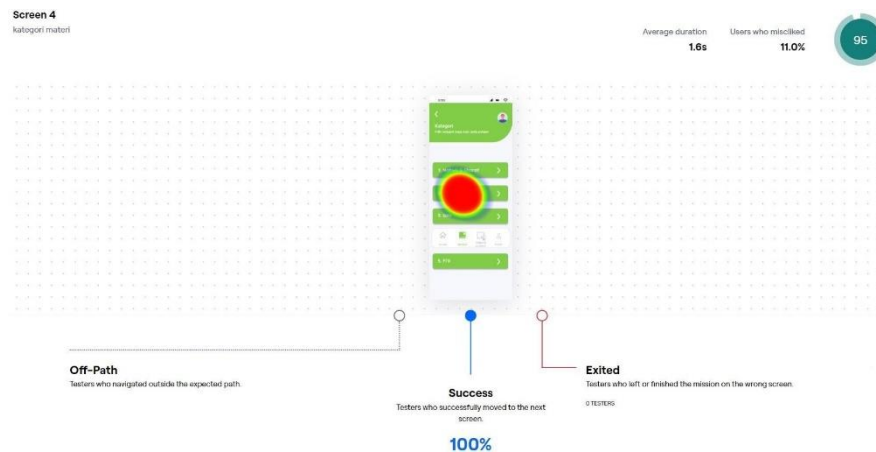 Screen 4
kategori materi
Average duration
1.6s
Users who misclicked
11.0%
95
Kategori
Off-Path
Testers who navigated outside the expected path.
Success
Testers who successfully moved to the next
screen.
100%
Exited
Testers who left or finished the mission on the wrong screen.
0 TESTERS